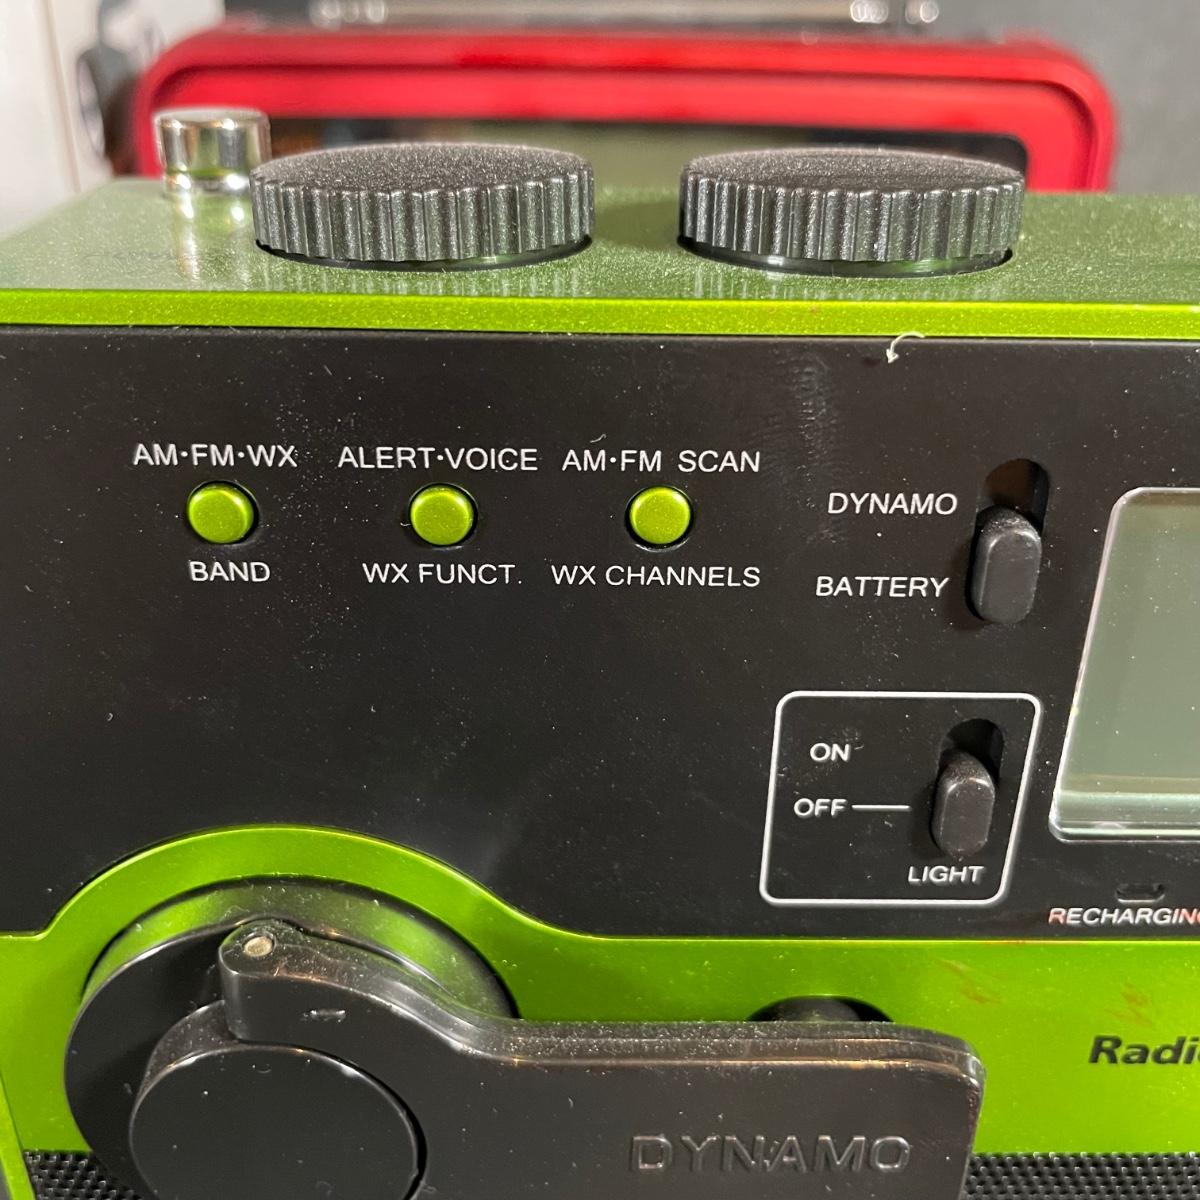 AM·FM·WX
ALERT·VOICE
AM·FM SCAN
BAND
WX FUNCT.
WX CHANNELS
DYNAMO
BATTERY
ON
OFF
LIGHT
RECHARGING
DYNAMO